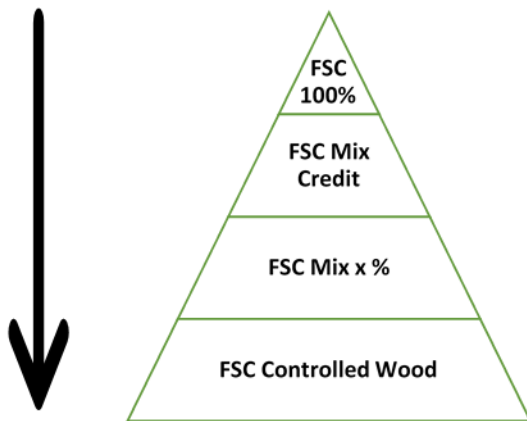 FSC
100%
FSC Mix
Credit
FSC Mix x %
FSC Controlled Wood